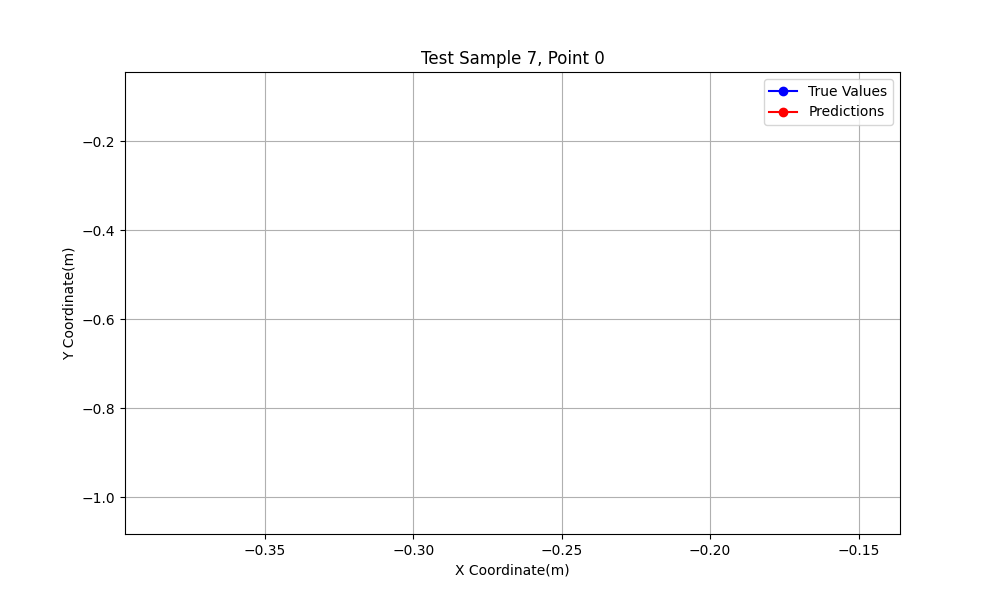 Test Sample 7, Point 0
True Values
Predictions
−0.2
−0.4
−0.6
−0.8
−1.0
Y Coordinate(m)
−0.35 −0.30 −0.25 −0.20 −0.15
X Coordinate(m)